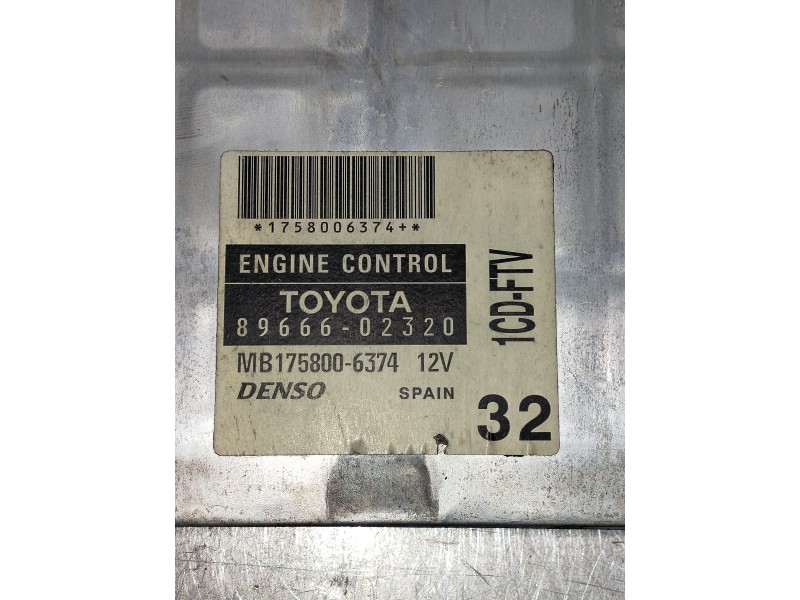 *1758006374+*
ENGINE CONTROL
TOYOTA
89666-02320
MB175800-6374 12V
DENSO SPAIN
1CD-FTV
32